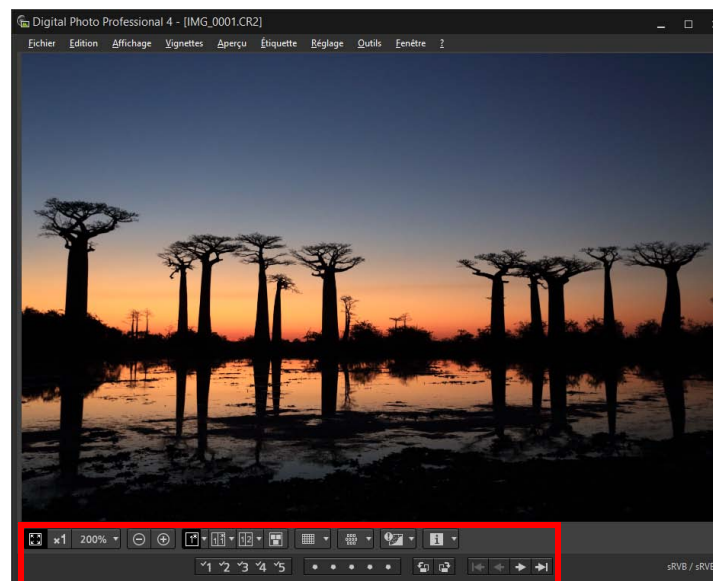 Digital Photo Professional 4 - [IMG_0001.CR2]
Fichier Edition Affichage Vignettes Aperçu Étiquette Réglage Outils Fenêtre ?
x1 200%
1 2 3 4 5
sRVB / sRVB